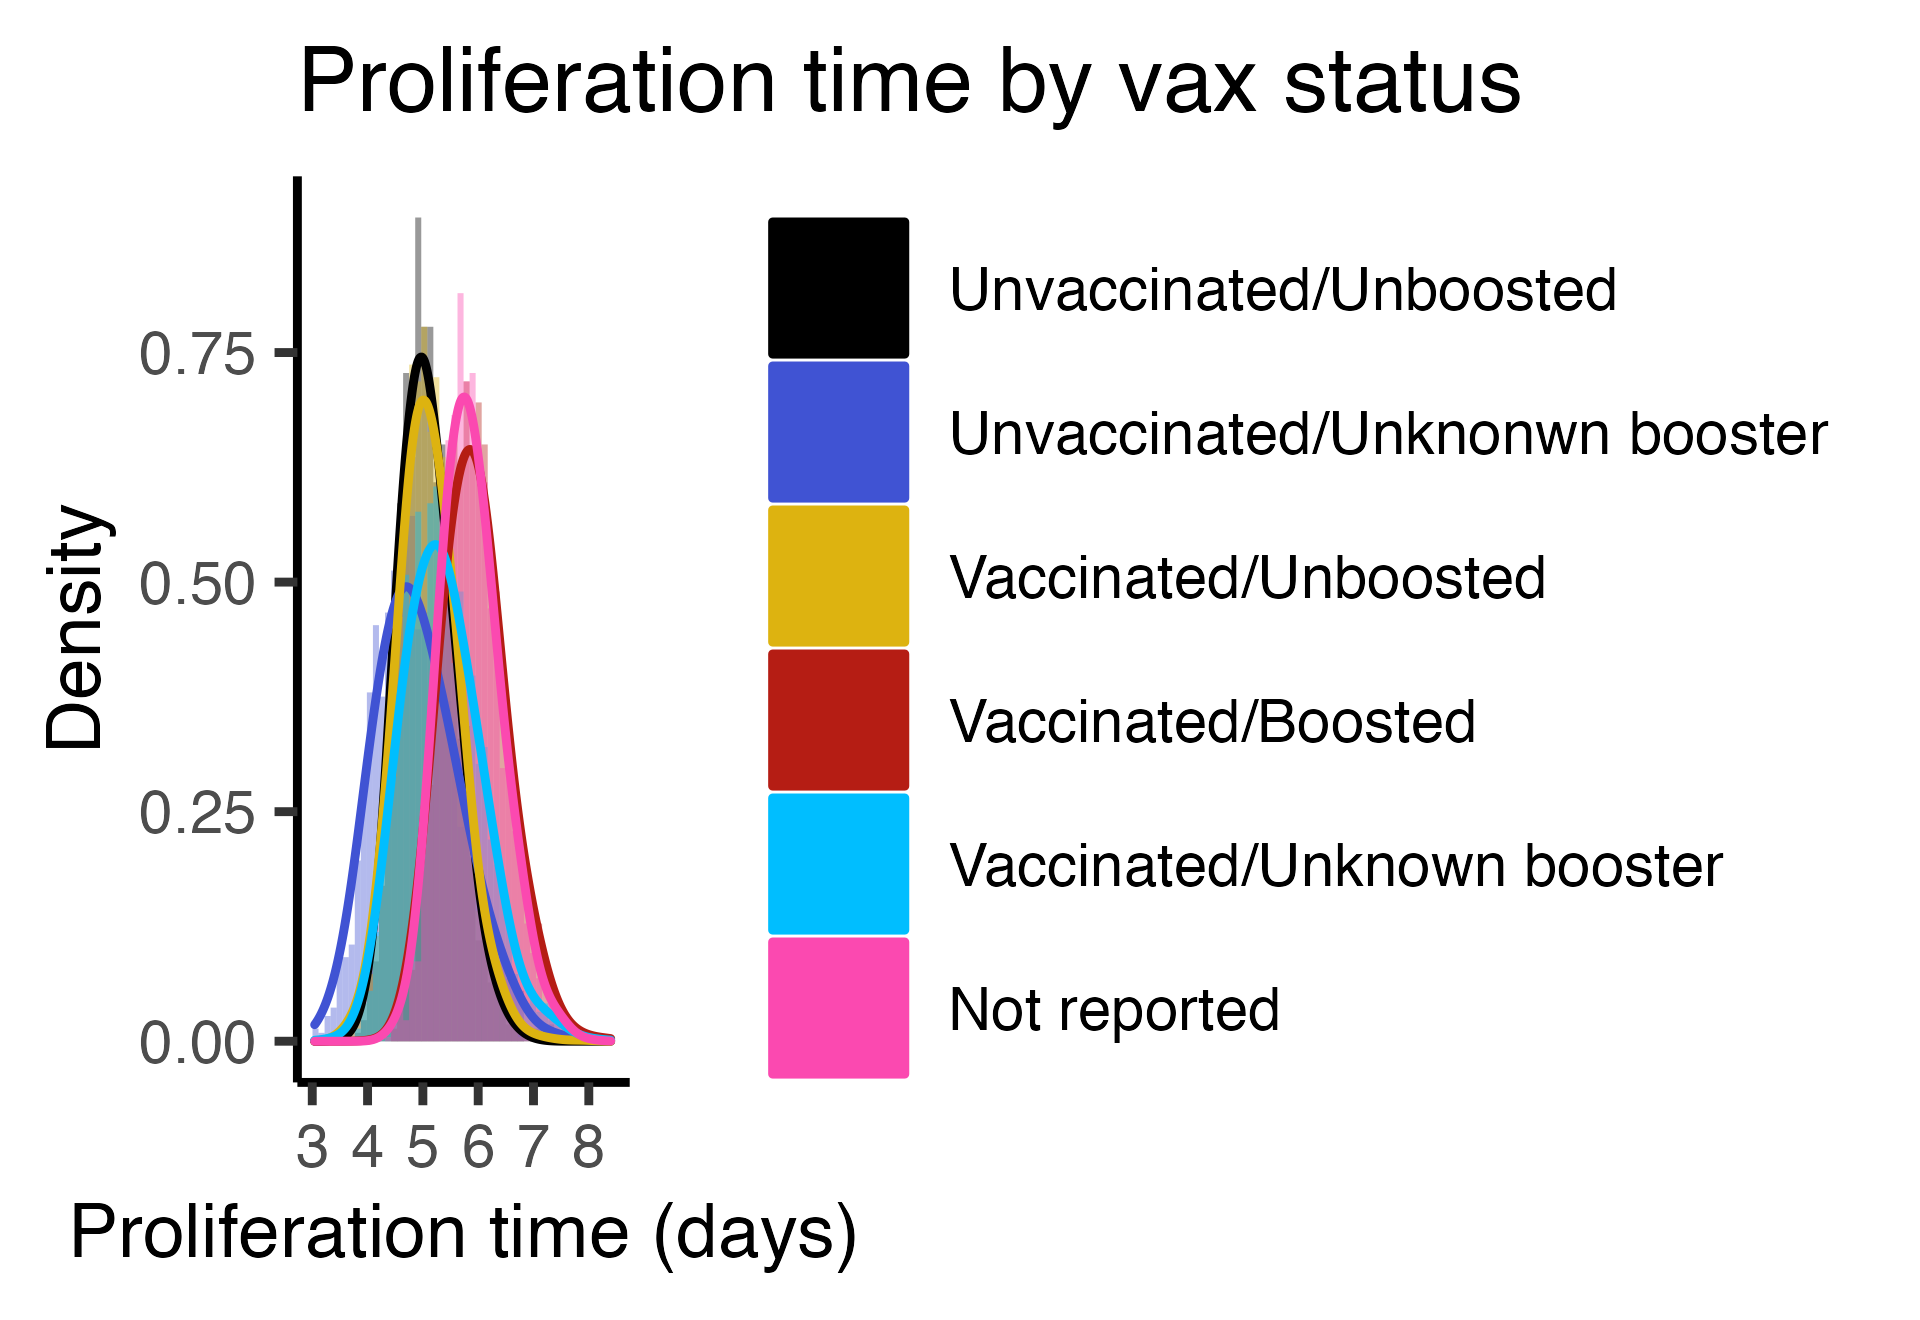 Proliferation time by vax status
Density
0.75
0.50
0.25
0.00
3 4 5 6 7 8
Proliferation time (days)
Unvaccinated/Unboosted
Unvaccinated/Unknonwn booster
Vaccinated/Unboosted
Vaccinated/Boosted
Vaccinated/Unknown booster
Not reported